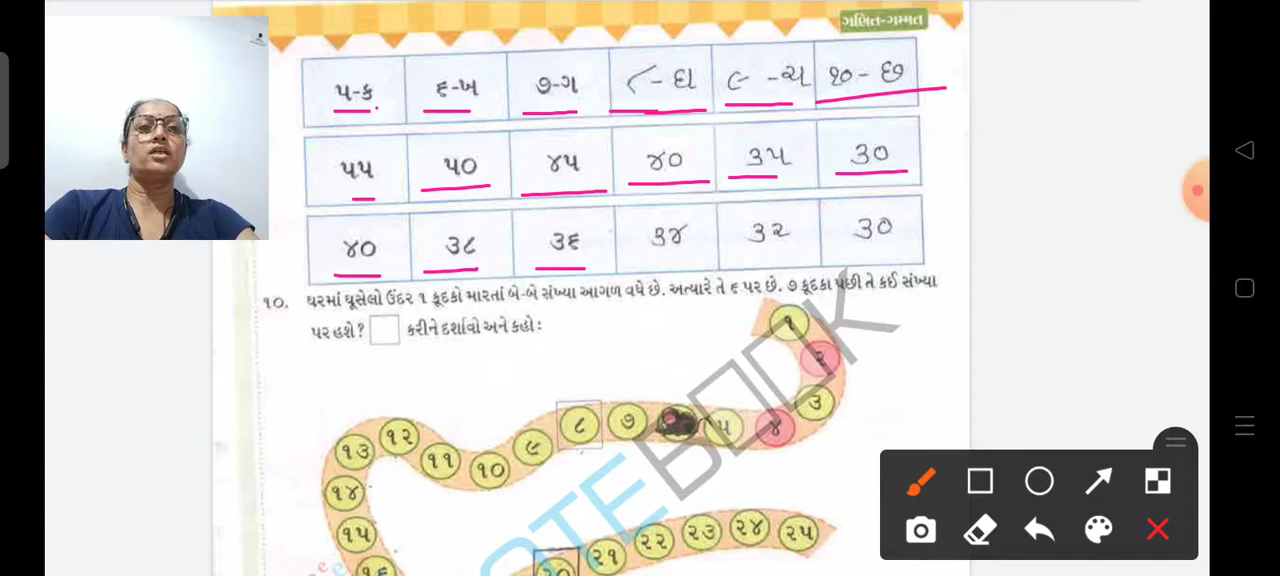 ગણિત-ગમ્મત
૫-ક ૬-ખ ૭-ગ ૮-ઘ ૯-ચ ૧૦-છ
૫૫ ૫૦ ૪૫ ૪૦ ૩૫ ૩૦
૪૦ ૩૮ ૩૬ ૩૪ ૩૨ ૩૦
૧૦. ઘરમાં ઘૂસેલો ઉંદર ૧ કૂદકો મારતાં બે-બે સંખ્યા આગળ વધે છે. અત્યારે તે ૬ પર છે. ૭ કૂદકા પછી તે કઈ સંખ્યા
પર હશે? કરીને દર્શાવો અને કહો:
૧
૨
૩
૧૩ ૧૨ ૧૧ ૧૦ ૯ ૮ ૭ ૫ ૪
૧૪
૧૫
૧૬
૨૦ ૨૧ ૨૨ ૨૩ ૨૪ ૨૫